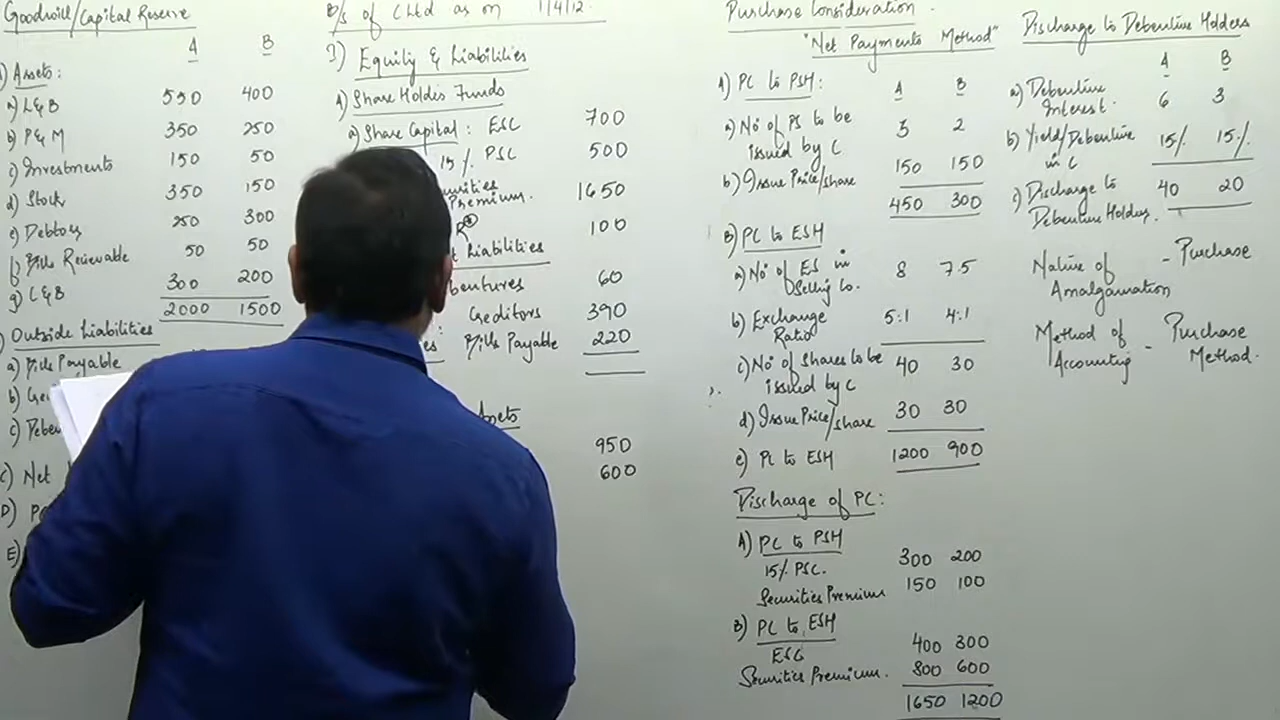 Goodwill/Capital Reserve
A B
) Assets:
a) L&B 550 400
b) P&M 350 250
c) Investments 150 50
d) Stock 350 150
e) Debtors 250 300
f) Bills Receivable 50 50
g) C&B 300 200
2000 1500
) Outside Liabilities
a) Bills Payable
b)
c)
C) Net
D)
E)
B/s of C Ltd as on 1/4/12.
I) Equity & Liabilities
1) Share Holders Funds
a) Share Capital: ESC 700
15 /. PSC 500
Premium. 1650
R 100
Liabilities
60
Creditors 390
Bills Payable 220
Assets
950
600
Purchase Consideration.
"Net Payments Method"
A) PC to PSH: A B
a) No of PS to be issued by C 3 2
b) Issue Price/share 150 150
450 300
B) PC to ESH
a) No of ES in Selling Co. 8 7.5
b) Exchange Ratio 5:1 4:1
c) No of Shares to be issued by C 40 30
d) Issue Price/share 30 30
e) PC to ESH 1200 900
Discharge of PC:
A) PC to PSH
15/. PSC. 300 200
Securities Premium 150 100
B) PC to ESH
ESC 400 300
Securities Premium. 800 600
1650 1200
Discharge to Debenture Holders
A B
a) Debenture Interest. 6 3
b) Yield/Debenture in C 15/. 15/.
c) Discharge to Debenture Holders. 40 20
Nature of Amalgamation - Purchase
Method of Accounting - Purchase Method.